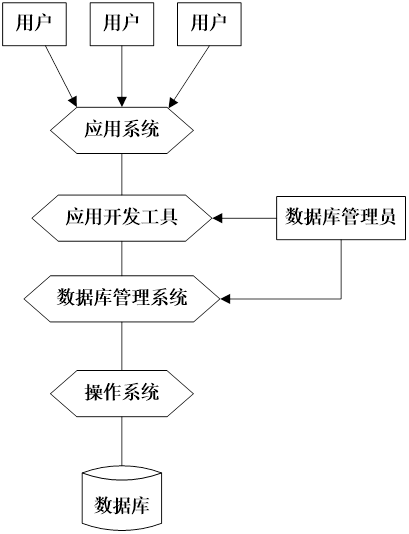 用户
用户
用户
应用系统
应用开发工具
数据库管理员
数据库管理系统
操作系统
数据库